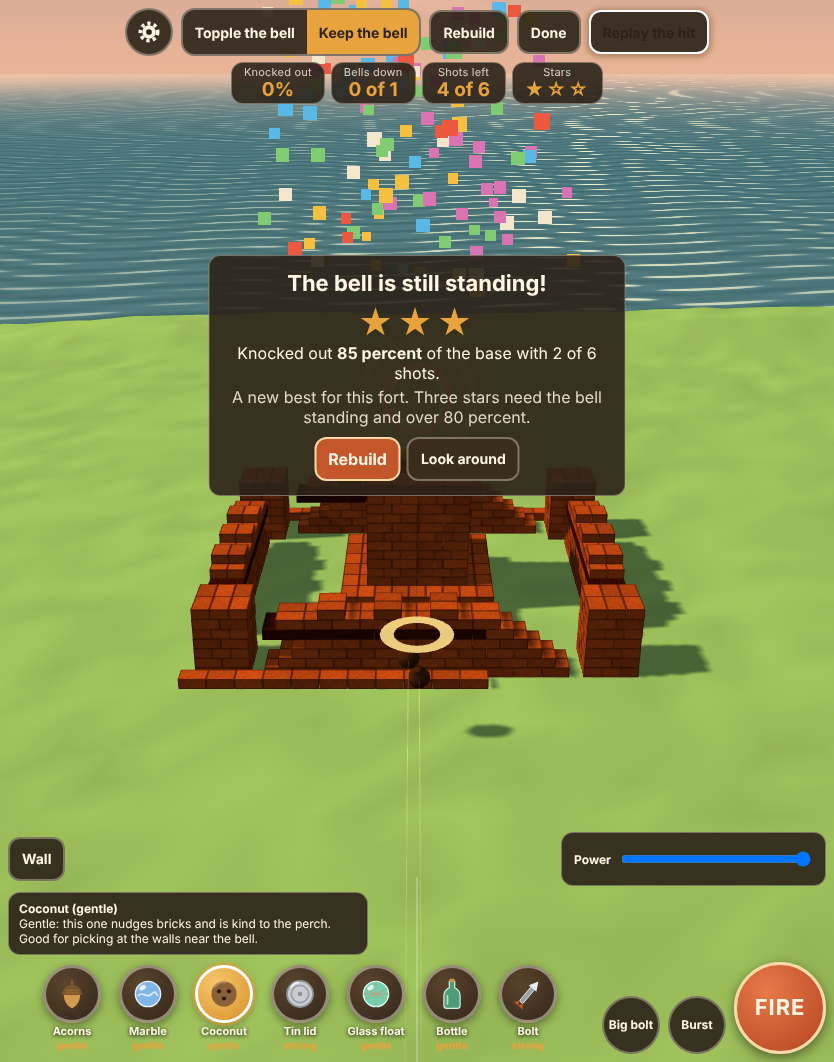 Topple the bell
Keep the bell
Rebuild
Done
Replay the hit
Knocked out
0%
Bells down
0 of 1
Shots left
4 of 6
Stars
★ ☆ ☆
The bell is still standing!
★ ★ ★
Knocked out 85 percent of the base with 2 of 6
shots.
A new best for this fort. Three stars need the bell
standing and over 80 percent.
Rebuild
Look around
Wall
Power
Coconut (gentle)
Gentle: this one nudges bricks and is kind to the perch.
Good for picking at the walls near the bell.
Acorns
gentle
Marble
gentle
Coconut
gentle
Tin lid
strong
Glass float
gentle
Bottle
gentle
Bolt
strong
Big bolt
Burst
FIRE